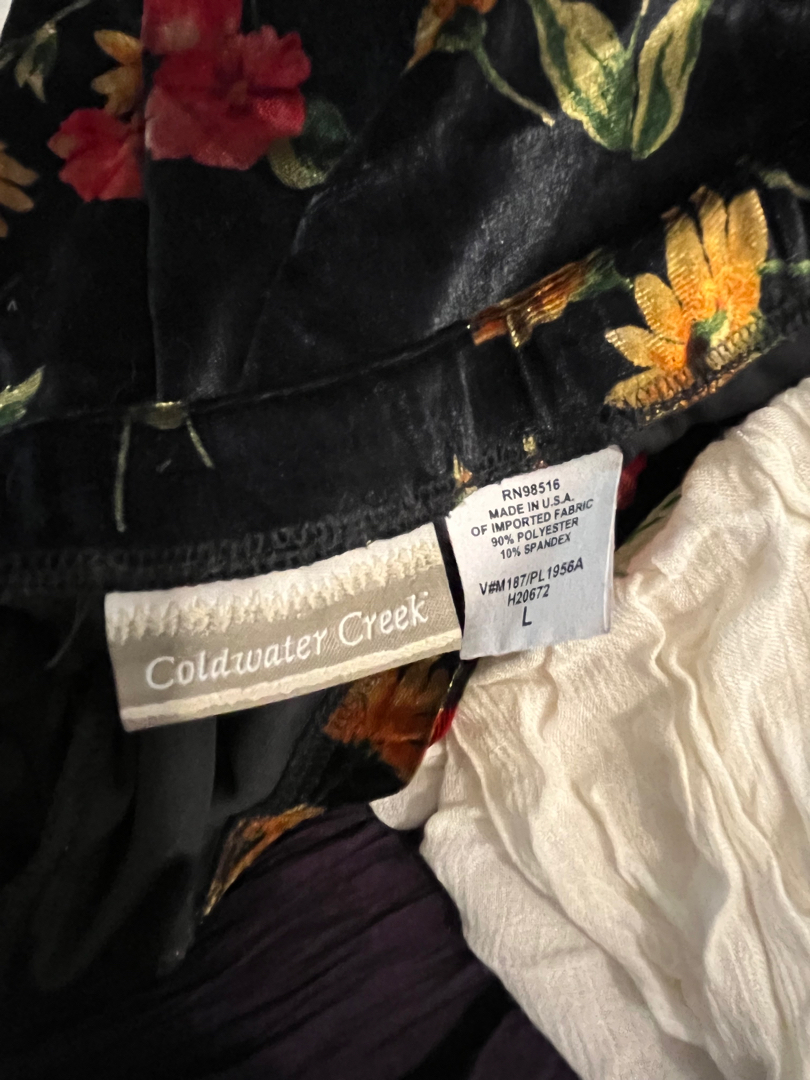 Coldwater Creek
RN98516
MADE IN U.S.A.
OF IMPORTED FABRIC
90% POLYESTER
10% SPANDEX
V#M187/PL1956A
H20672
L